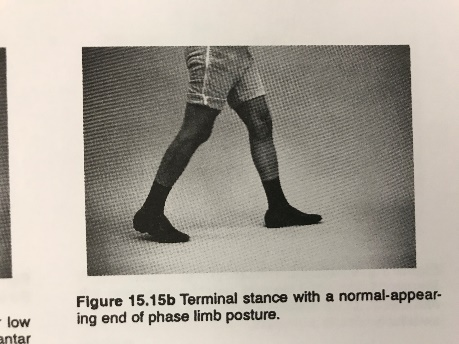 Figure 15.15b Terminal stance with a normal-appear-
ing end of phase limb posture.
low
antar